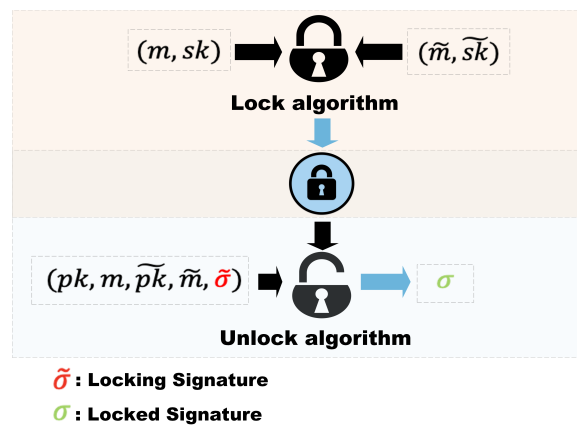 (m, sk) (m̃, s͠k)
Lock algorithm
(pk, m, p͠k, m̃, σ̃) σ
Unlock algorithm
σ̃ : Locking Signature
σ : Locked Signature